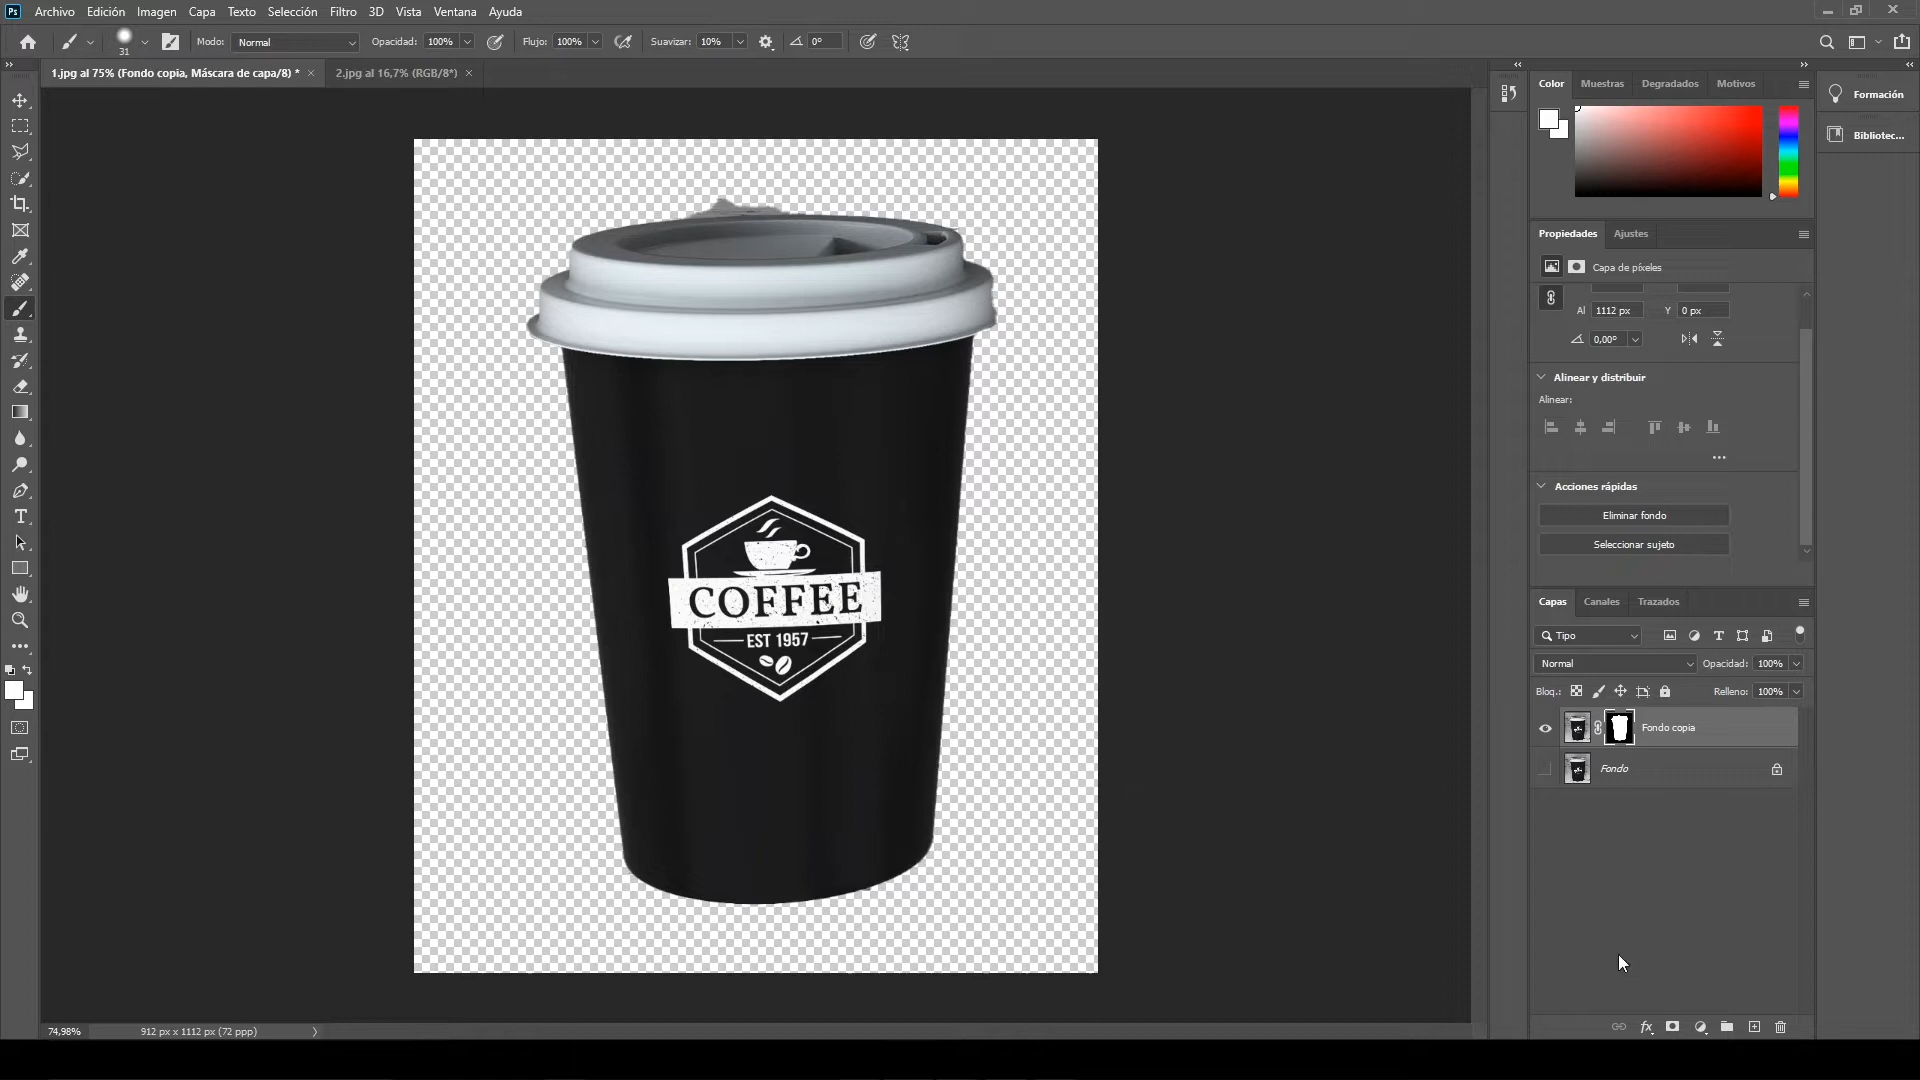 Ps Archivo Edición Imagen Capa Texto Selección Filtro 3D Vista Ventana Ayuda
31 Modo: Normal Opacidad: 100% Flujo: 100% Suavizar: 10% 0°
1.jpg al 75% (Fondo copia, Máscara de capa/8) * × 2.jpg al 16,7% (RGB/8*) ×
Color Muestras Degradados Motivos
Formación
Bibliotec...
Propiedades Ajustes
Capa de píxeles
Al 1112 px Y 0 px
0,00°
Alinear y distribuir
Alinear:
Acciones rápidas
Eliminar fondo
Seleccionar sujeto
COFFEE
EST 1957
Capas Canales Trazados
Tipo
Normal Opacidad: 100%
Bloq.: Relleno: 100%
Fondo copia
Fondo
74,98% 912 px x 1112 px (72 ppp)
fx